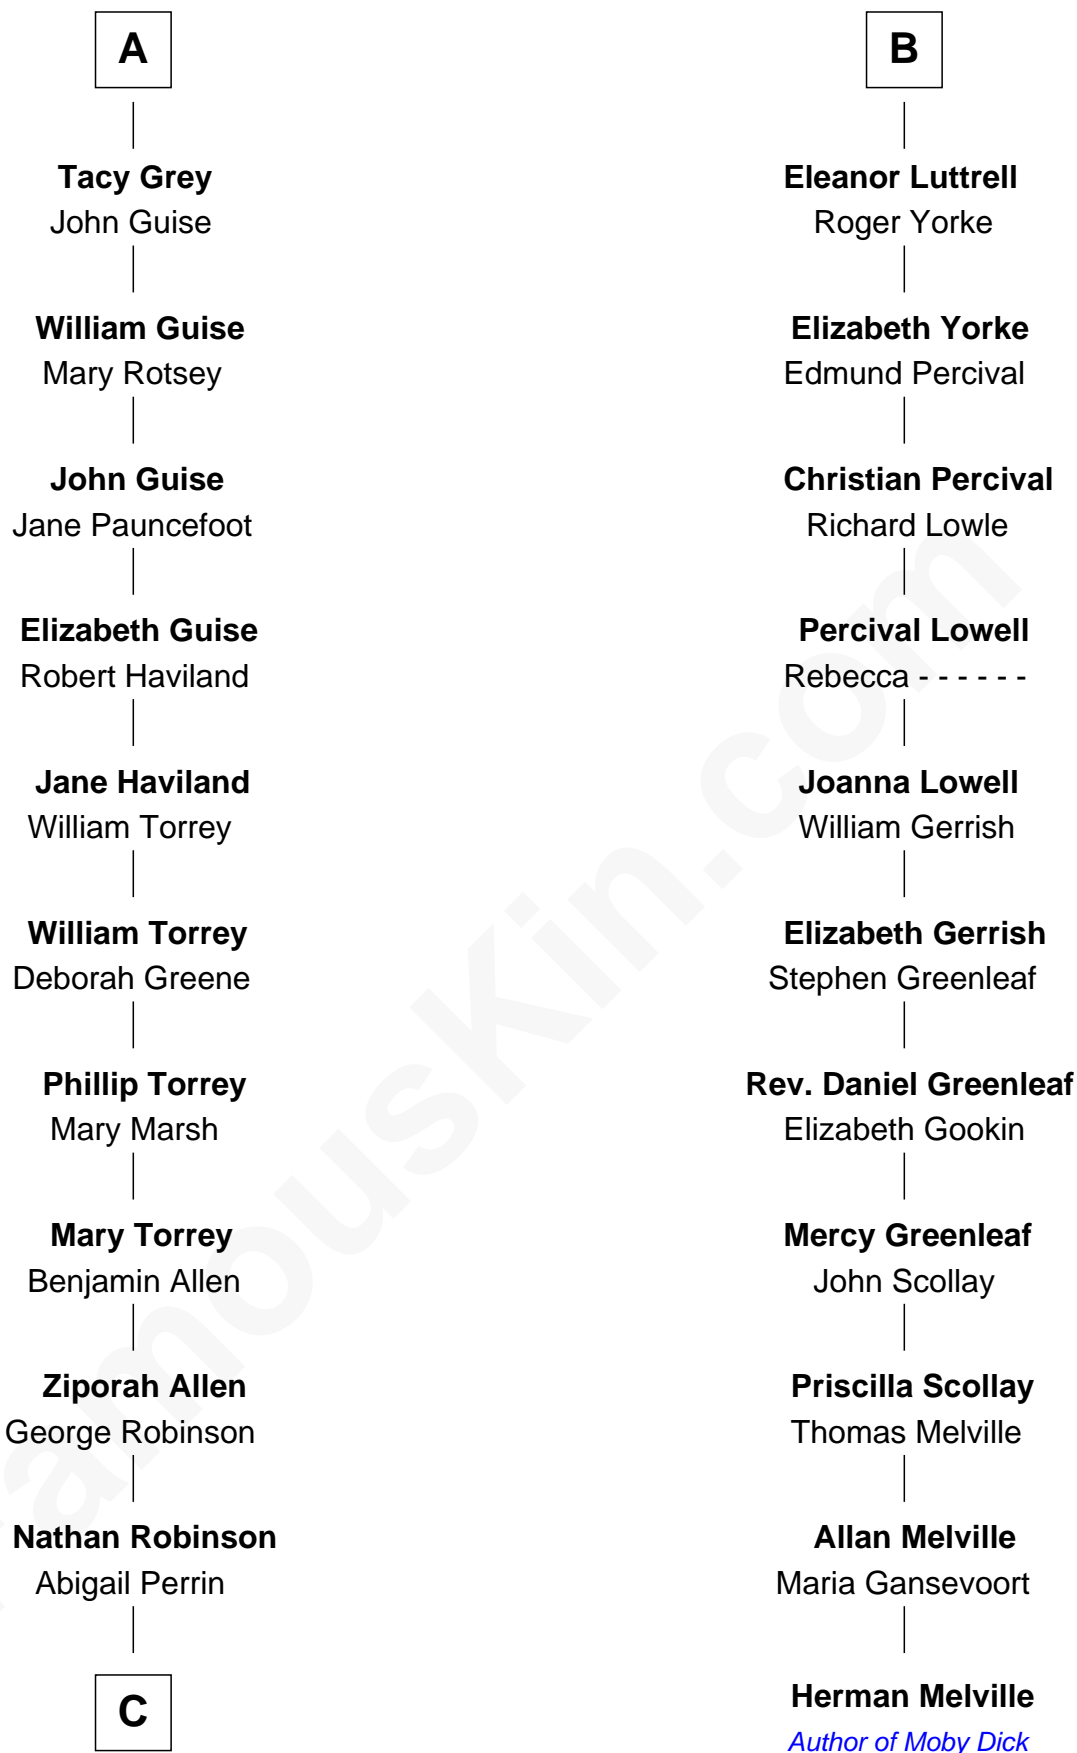 A
Tacy Grey
John Guise
William Guise
Mary Rotsey
John Guise
Jane Pauncefoot
Elizabeth Guise
Robert Haviland
Jane Haviland
William Torrey
William Torrey
Deborah Greene
Phillip Torrey
Mary Marsh
Mary Torrey
Benjamin Allen
Ziporah Allen
George Robinson
Nathan Robinson
Abigail Perrin
C
B
Eleanor Luttrell
Roger Yorke
Elizabeth Yorke
Edmund Percival
Christian Percival
Richard Lowle
Percival Lowell
Rebecca - - - - - -
Joanna Lowell
William Gerrish
Elizabeth Gerrish
Stephen Greenleaf
Rev. Daniel Greenleaf
Elizabeth Gookin
Mercy Greenleaf
John Scollay
Priscilla Scollay
Thomas Melville
Allan Melville
Maria Gansevoort
Herman Melville
Author of Moby Dick
FamousKin.com